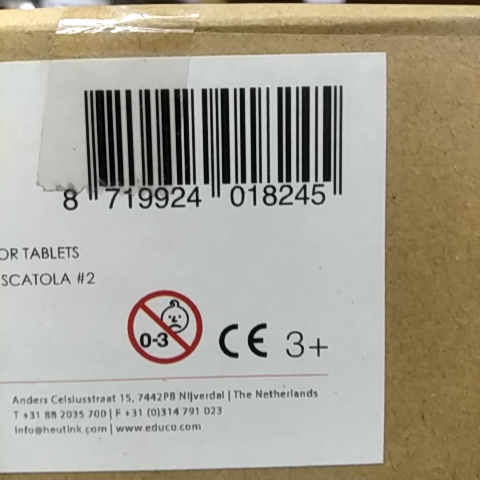 8 719924 018245
OR TABLETS
SCATOLA #2
0-3 CE 3+
Anders Celsiusstraat 15, 7442PB Nijverdal | The Netherlands
T +31 88 2035 700 | F +31 (0)314 791 023
Info@heutink.com | www.educo.com